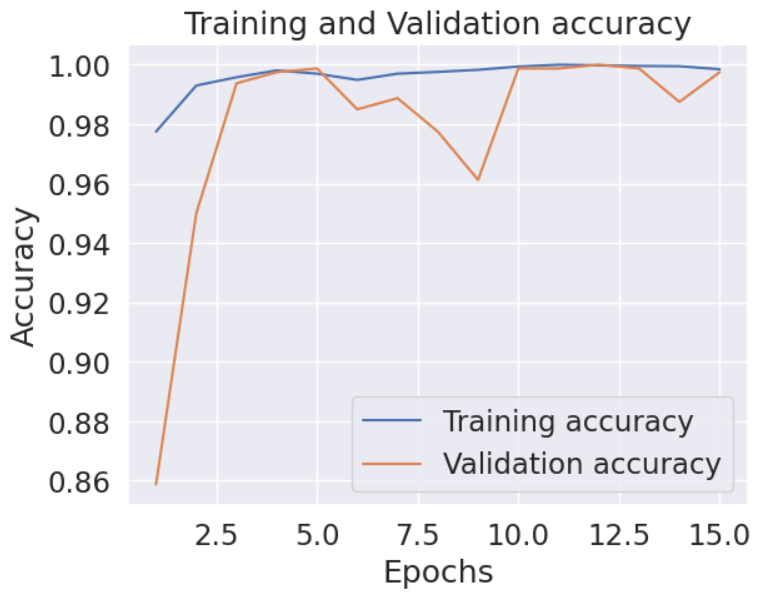 Training and Validation accuracy
1.00
0.98
0.96
0.94
0.92
0.90
0.88
0.86
Accuracy
Training accuracy
Validation accuracy
2.5 5.0 7.5 10.0 12.5 15.0
Epochs